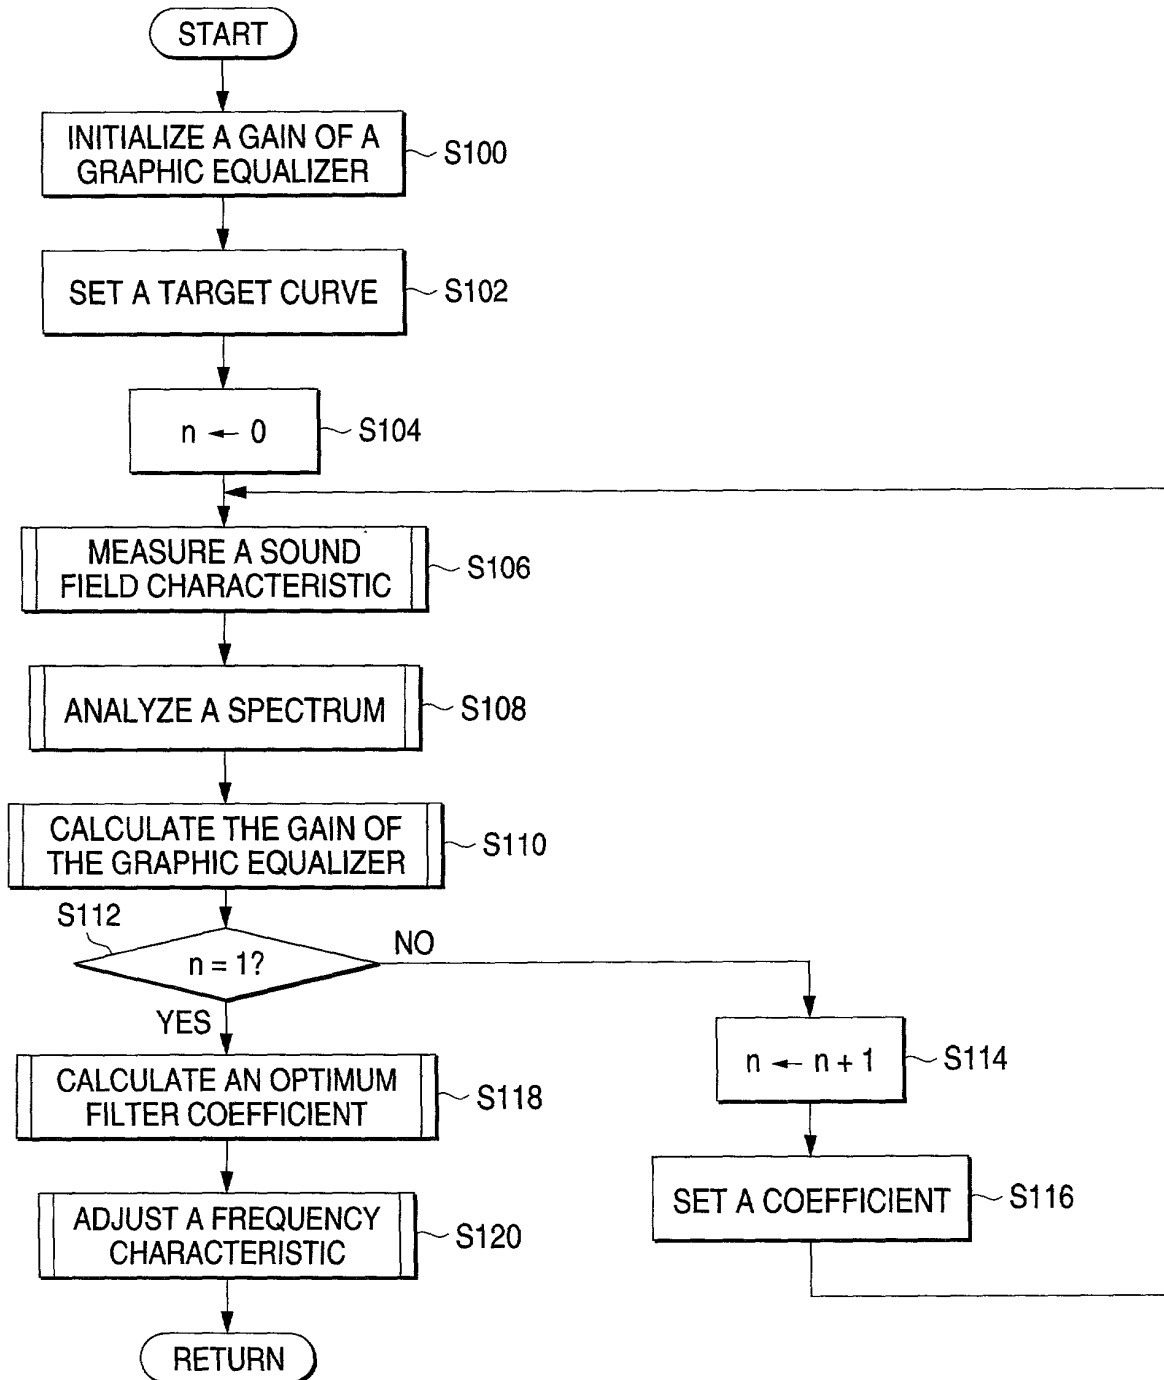 START
INITIALIZE A GAIN OF A
GRAPHIC EQUALIZER
S100
SET A TARGET CURVE
S102
n ← 0
S104
MEASURE A SOUND
FIELD CHARACTERISTIC
S106
ANALYZE A SPECTRUM
S108
CALCULATE THE GAIN OF
THE GRAPHIC EQUALIZER
S110
S112
n = 1?
NO
YES
n ← n + 1
S114
CALCULATE AN OPTIMUM
FILTER COEFFICIENT
S118
SET A COEFFICIENT
S116
ADJUST A FREQUENCY
CHARACTERISTIC
S120
RETURN